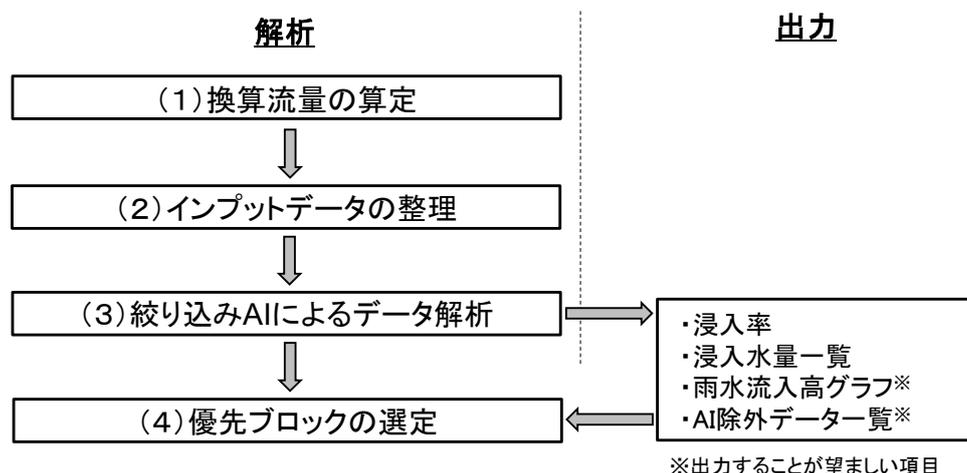 解析
出力
（1）換算流量の算定
（2）インプットデータの整理
（3）絞り込みAIによるデータ解析
・浸入率
・浸入水量一覧
・雨水流入高グラフ※
・AI除外データ一覧※
（4）優先ブロックの選定
※出力することが望ましい項目